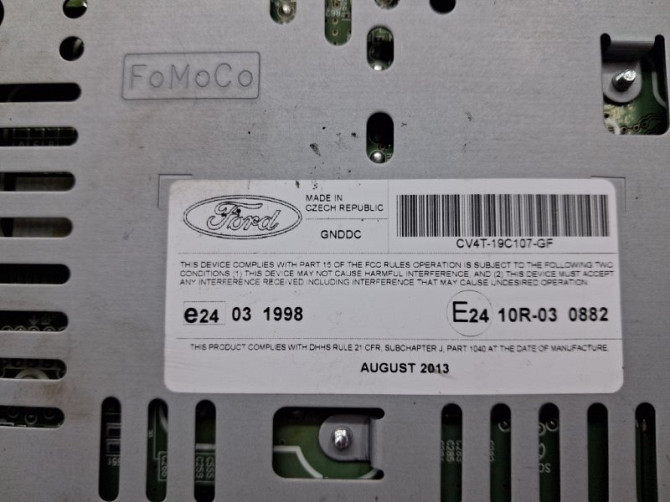 FoMoCo
Ford
MADE IN
CZECH REPUBLIC
GNDDC
CV4T-19C107-GF
THIS DEVICE COMPLIES WITH PART 15 OF THE FCC RULES OPERATION IS SUBJECT TO THE FOLLOWING TWO
CONDITIONS (1) THIS DEVICE MAY NOT CAUSE HARMFUL INTERFERENCE, AND (2) THIS DEVICE MUST ACCEPT
ANY INTERFERENCE RECEIVED INCLUDING INTERFERENCE THAT MAY CAUSE UNDESIRED OPERATION
e24 03 1998
E24 10R-03 0882
THIS PRODUCT COMPLIES WITH DHHS RULE 21 CFR, SUBCHAPTER J, PART 1040 AT THE DATE OF MANUFACTURE.
AUGUST 2013